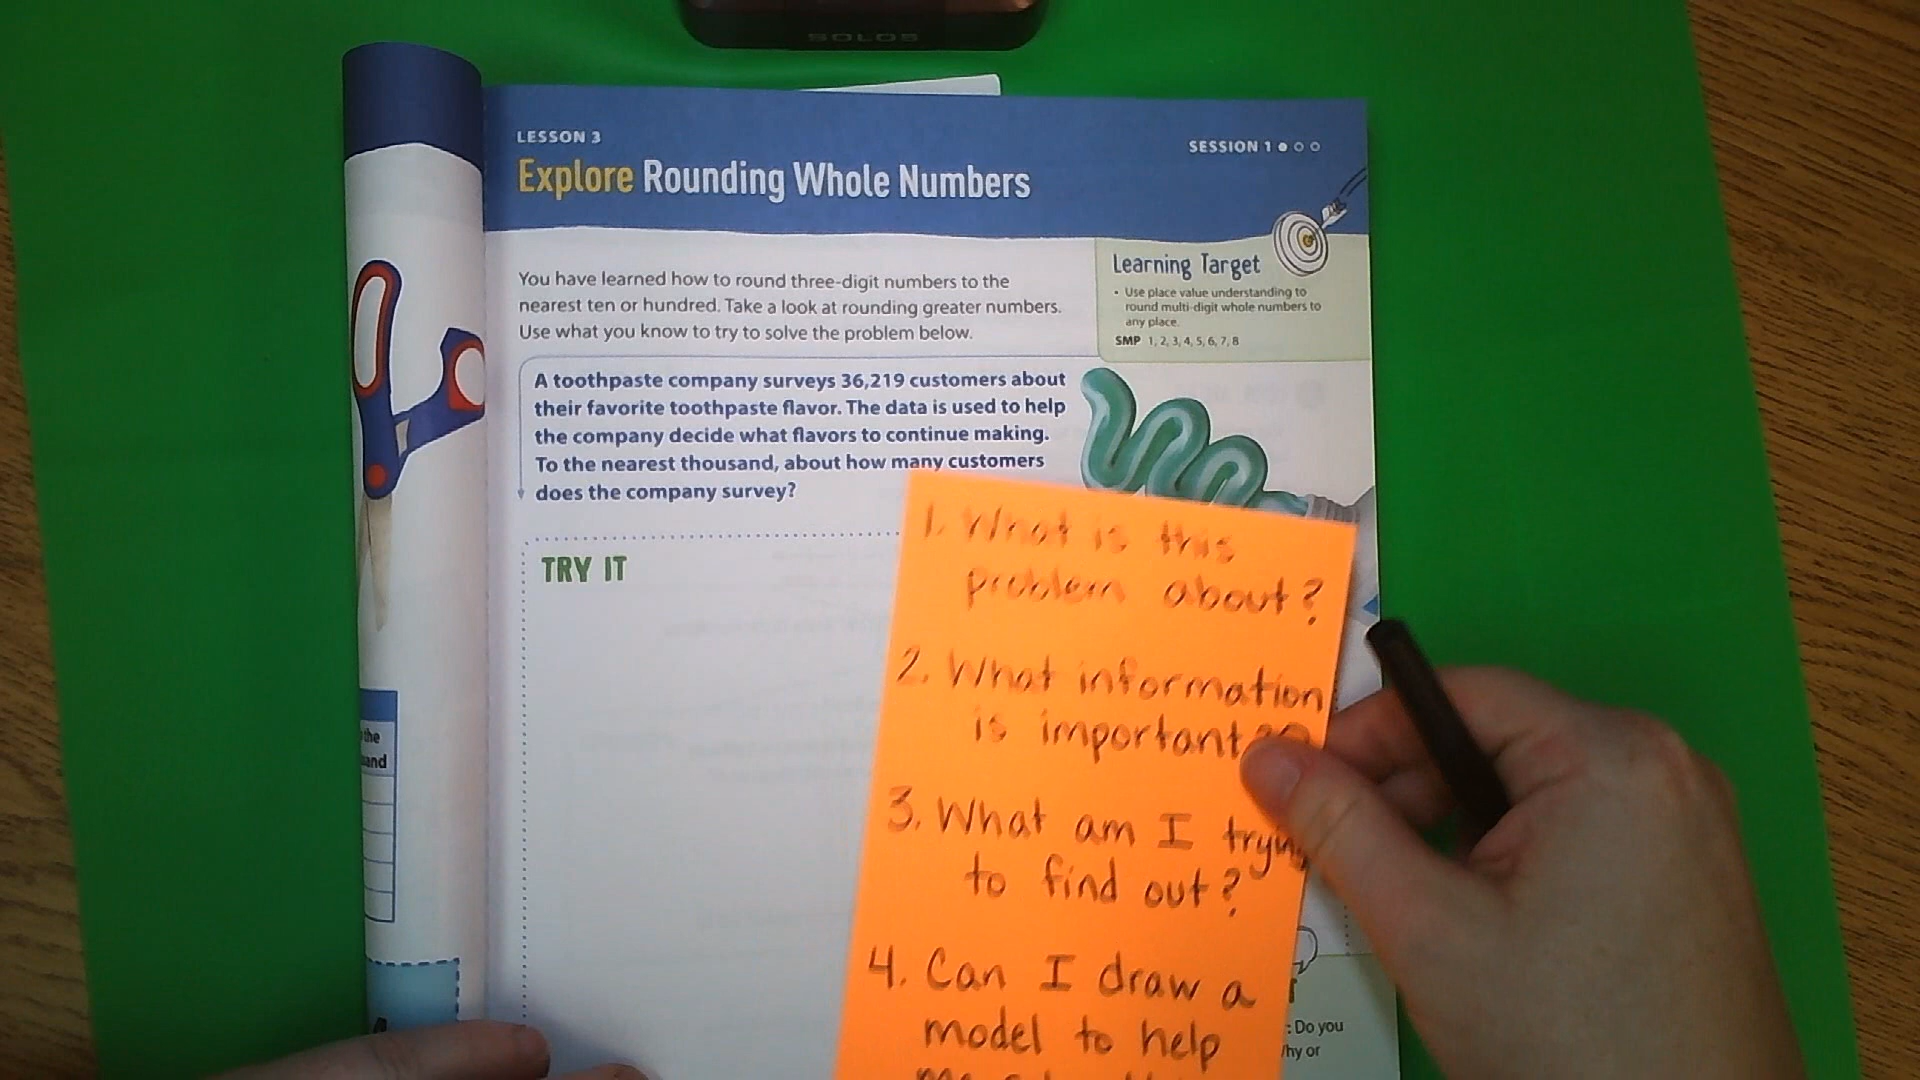 SOLOS
LESSON 3
SESSION 1
Explore Rounding Whole Numbers
You have learned how to round three-digit numbers to the
nearest ten or hundred. Take a look at rounding greater numbers.
Use what you know to try to solve the problem below.
Learning Target
• Use place value understanding to
round multi-digit whole numbers to
any place.
SMP 1, 2, 3, 4, 5, 6, 7, 8
A toothpaste company surveys 36,219 customers about
their favorite toothpaste flavor. The data is used to help
the company decide what flavors to continue making.
To the nearest thousand, about how many customers
does the company survey?
TRY IT
1. What is this
problem about?
2. What information
is important
3. What am I trying
to find out?
4. Can I draw a
model to help
the
: Do you